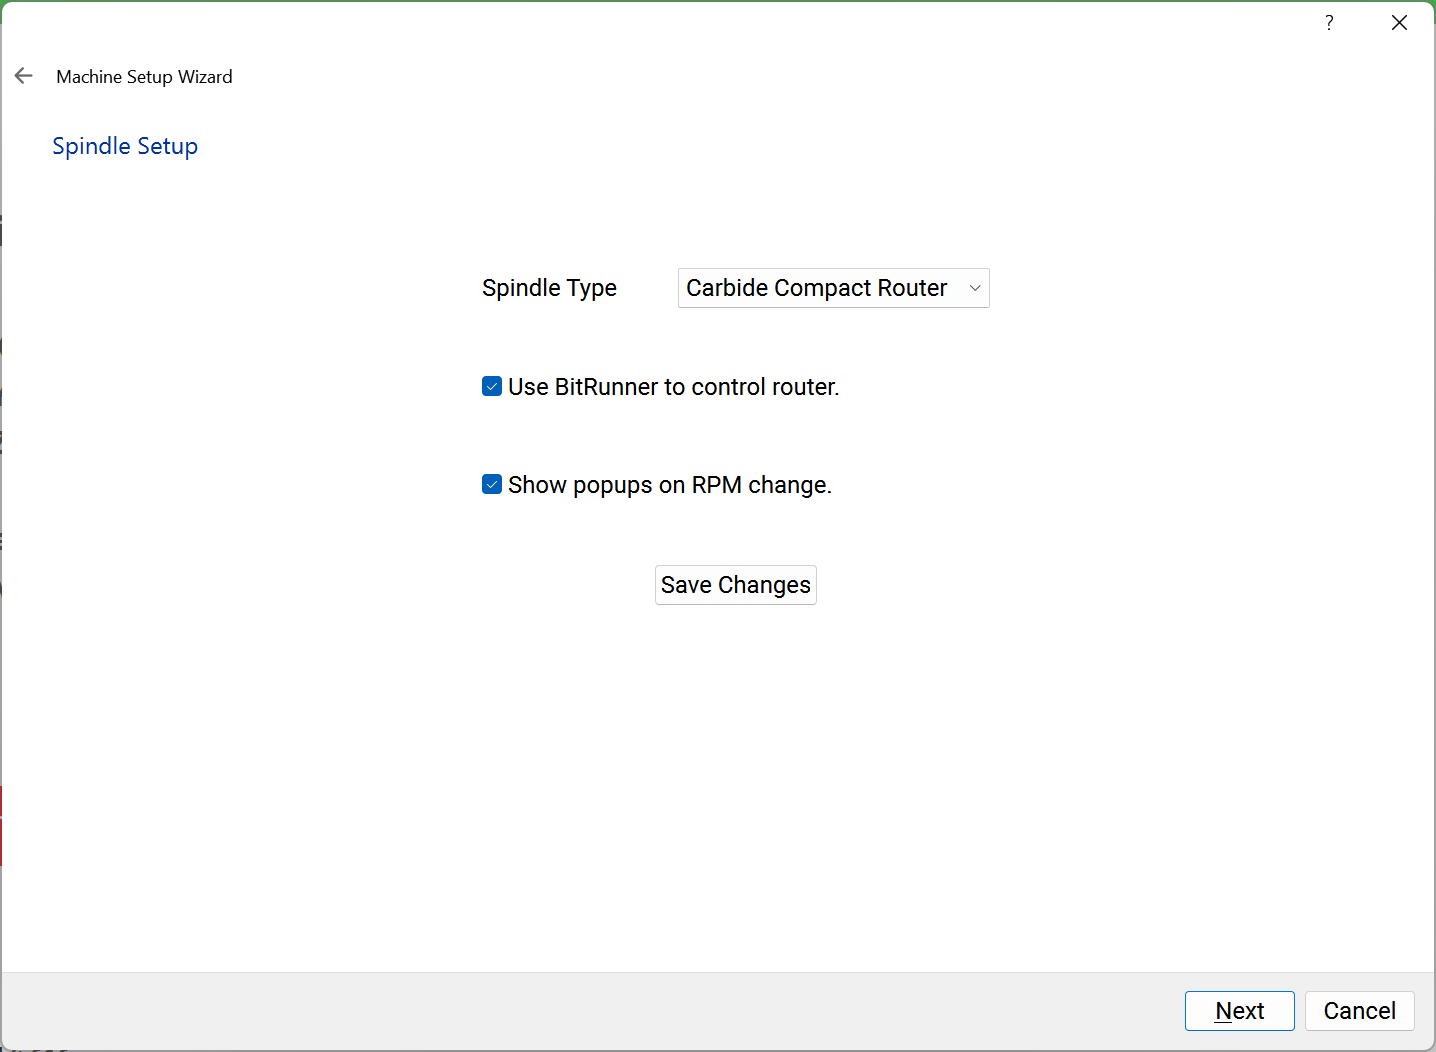 ?
Machine Setup Wizard
Spindle Setup
Spindle Type Carbide Compact Router
Use BitRunner to control router.
Show popups on RPM change.
Save Changes
Next Cancel